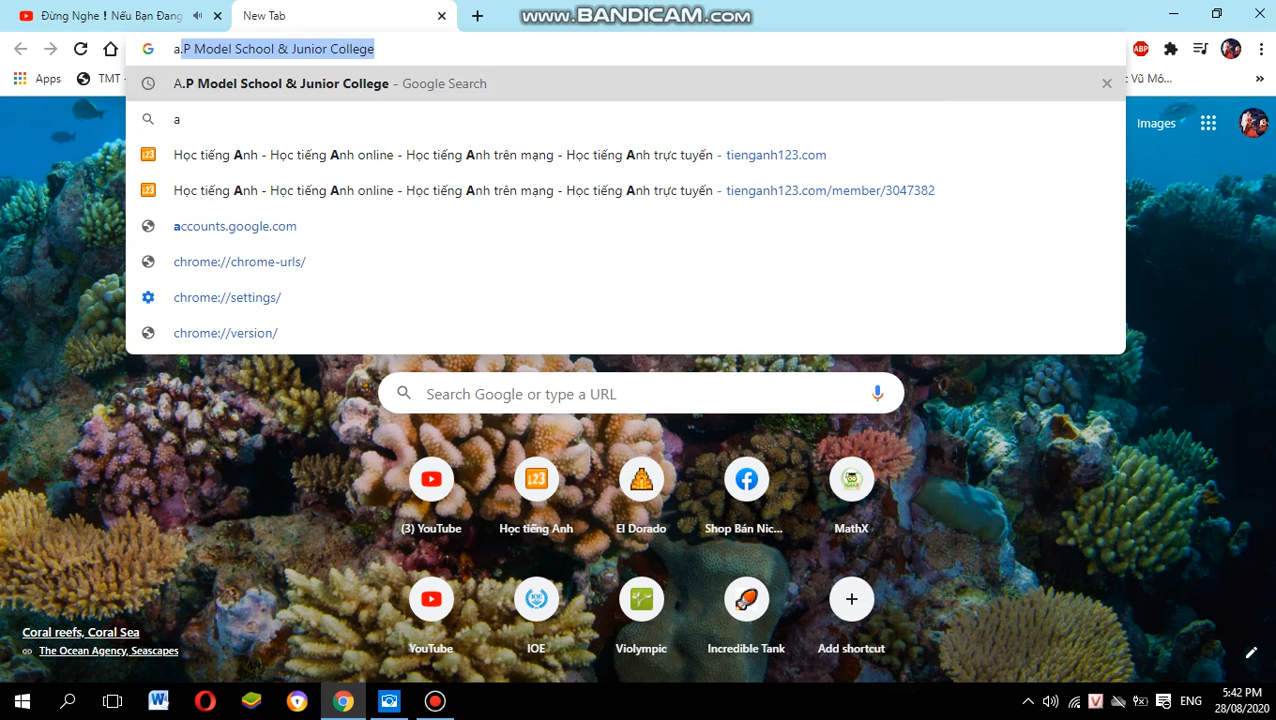 www.BANDICAM.com
Đừng Nghe ! Nếu Bạn Đang
New Tab
a.P Model School & Junior College
ABP
Apps
TMT
Vũ Mô...
»
A.P Model School & Junior College - Google Search
a
Học tiếng Anh - Học tiếng Anh online - Học tiếng Anh trên mạng - Học tiếng Anh trực tuyến - tienganh123.com
Học tiếng Anh - Học tiếng Anh online - Học tiếng Anh trên mạng - Học tiếng Anh trực tuyến - tienganh123.com/member/3047382
accounts.google.com
chrome://chrome-urls/
chrome://settings/
chrome://version/
Images
Search Google or type a URL
123
(3) YouTube
Học tiếng Anh
El Dorado
Shop Bán Nic...
MathX
IOE
YouTube
IOE
Violympic
Incredible Tank
Add shortcut
Coral reefs, Coral Sea
The Ocean Agency, Seascapes
ENG
5:42 PM
28/08/2020